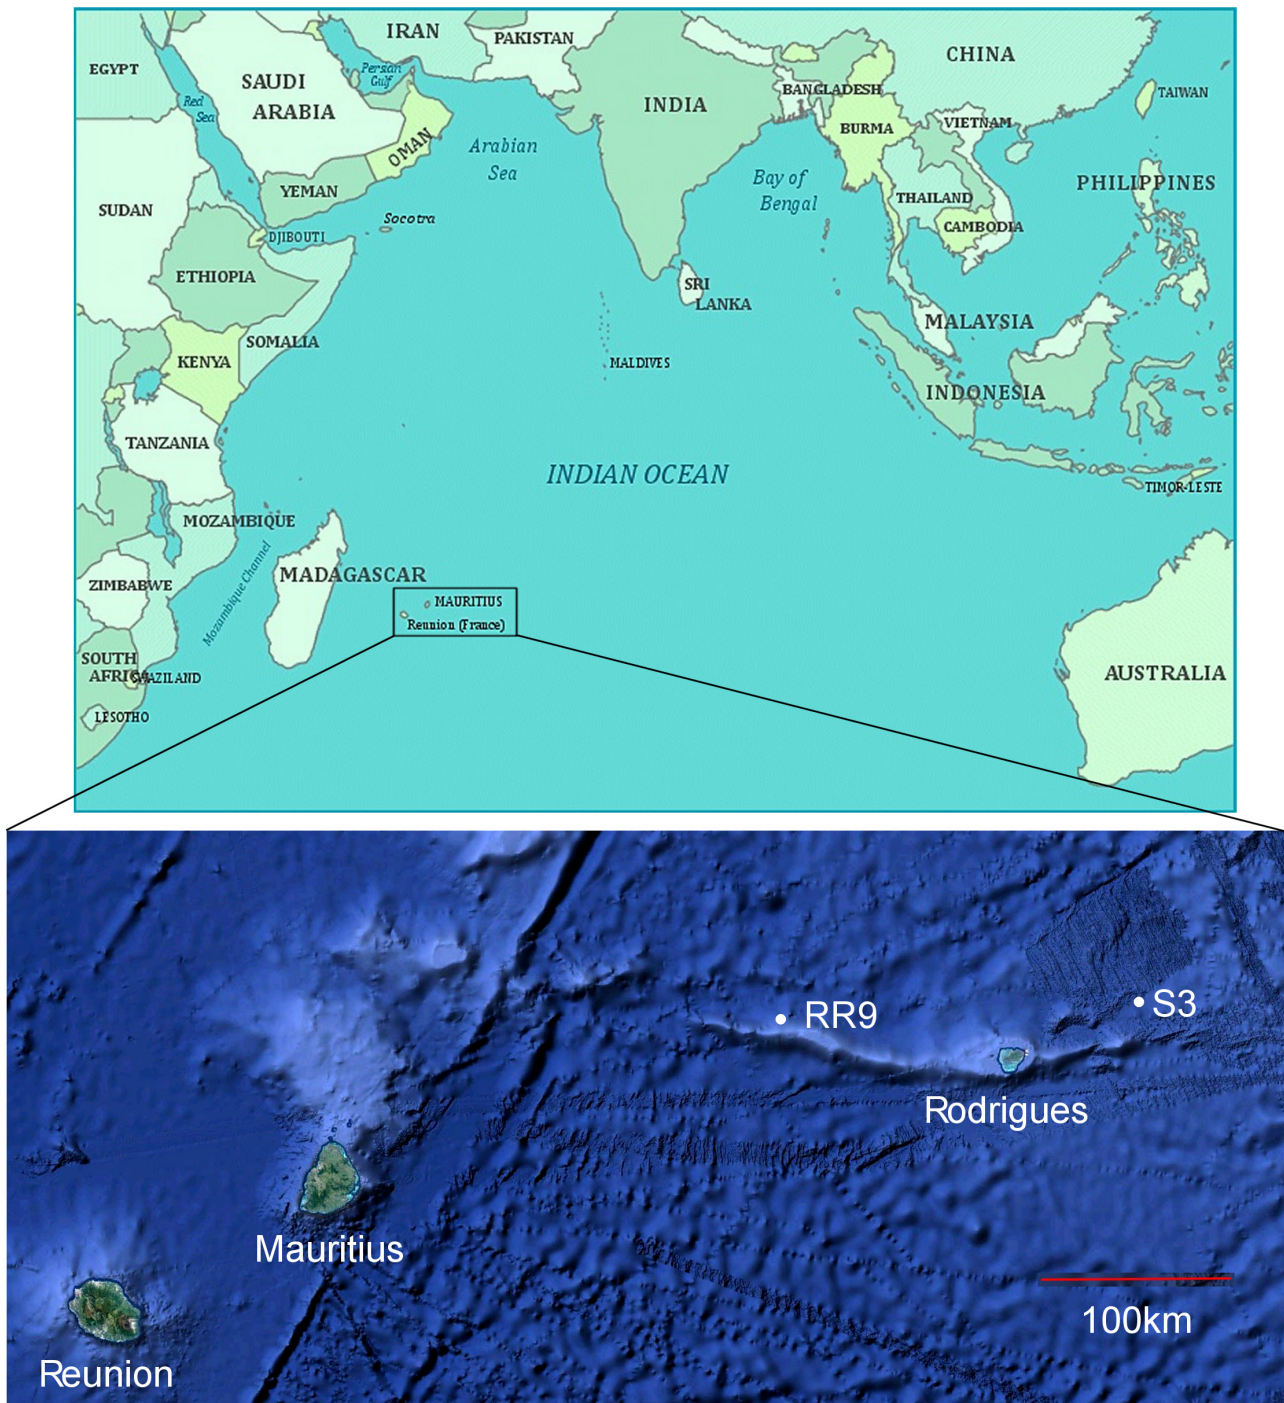 IRAN
PAKISTAN
CHINA
EGYPT
SAUDI
ARABIA
Persian
Gulf
Red
Sea
INDIA
BANGLADESH
TAIWAN
BURMA
VIETNAM
OMAN
Arabian
Sea
Bay of
Bengal
YEMAN
THAILAND
PHILIPPINES
SUDAN
Socotra
DJIBOUTI
CAMBODIA
ETHIOPIA
SRI
LANKA
SOMALIA
MALAYSIA
KENYA
MALDIVES
INDONESIA
TANZANIA
INDIAN OCEAN
TIMOR-LESTE
MOZAMBIQUE
Mozambique Channel
MADAGASCAR
ZIMBABWE
MAURITIUS
Reunion (France)
SOUTH
AFRICA
SWAZILAND
AUSTRALIA
LESOTHO
RR9
S3
Rodrigues
Mauritius
100km
Reunion